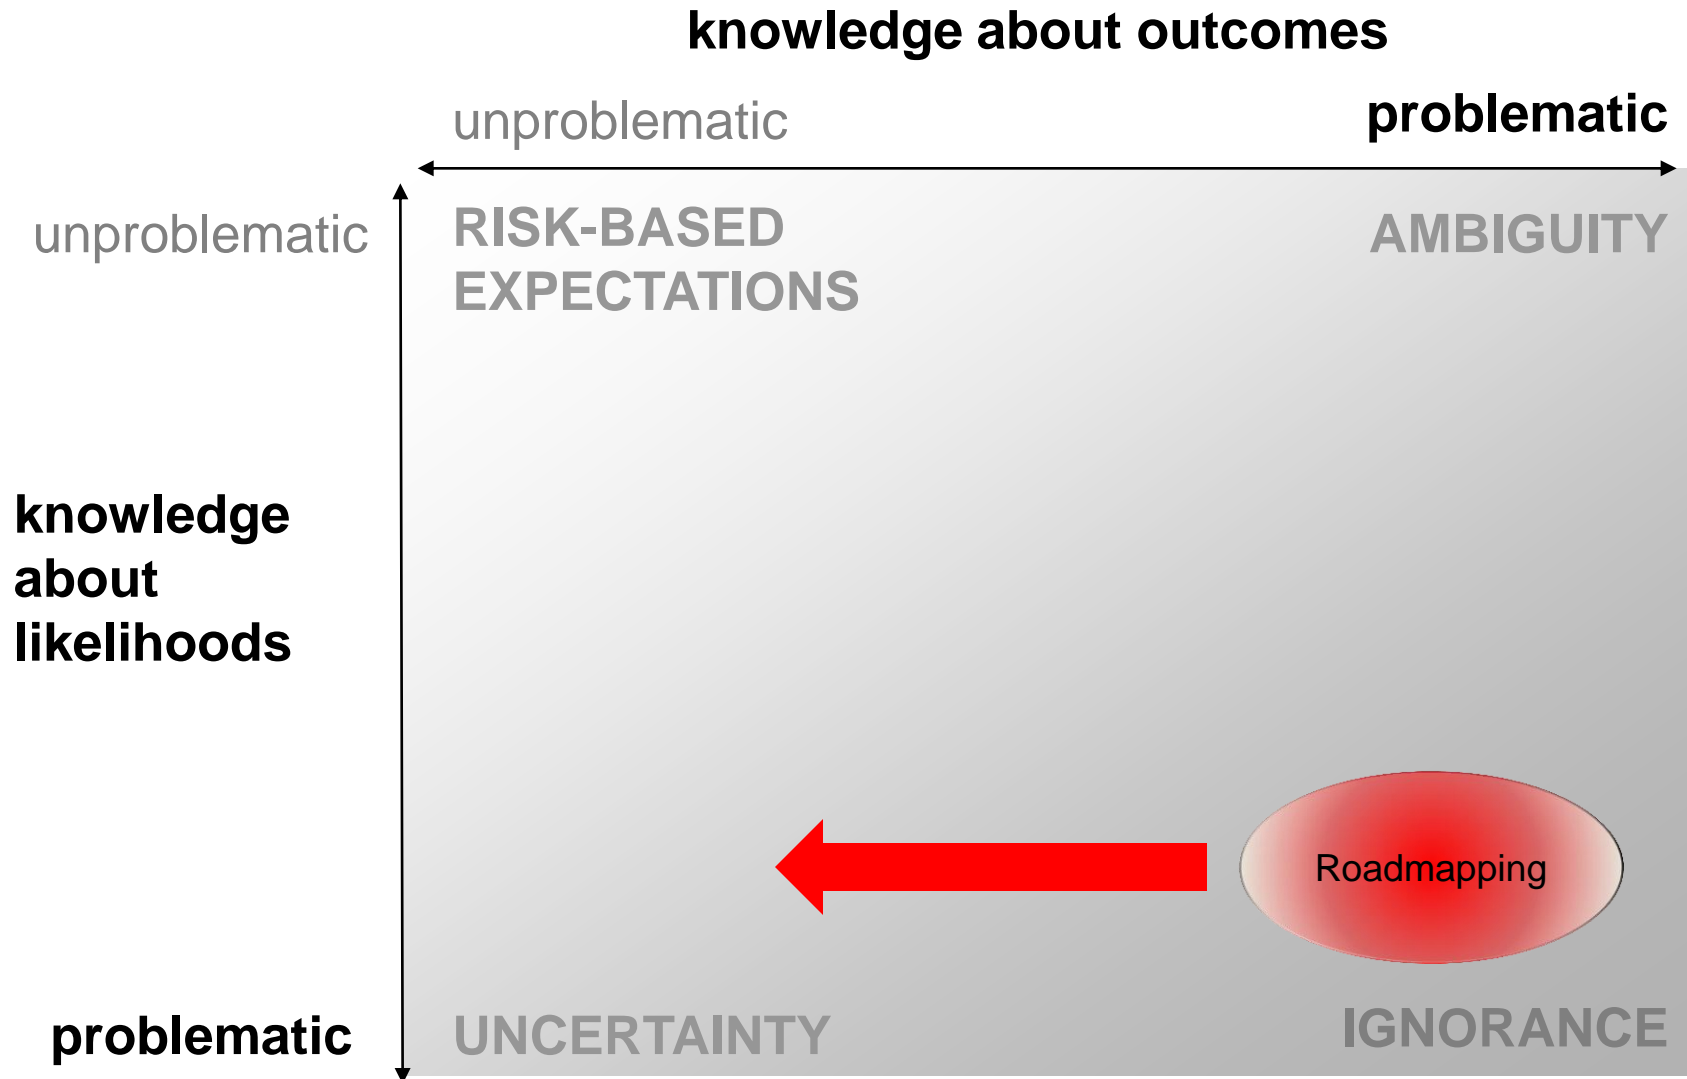 knowledge about outcomes
unproblematic
problematic
unproblematic
RISK-BASED
EXPECTATIONS
AMBIGUITY
knowledge
about
likelihoods
Roadmapping
problematic
UNCERTAINTY
IGNORANCE